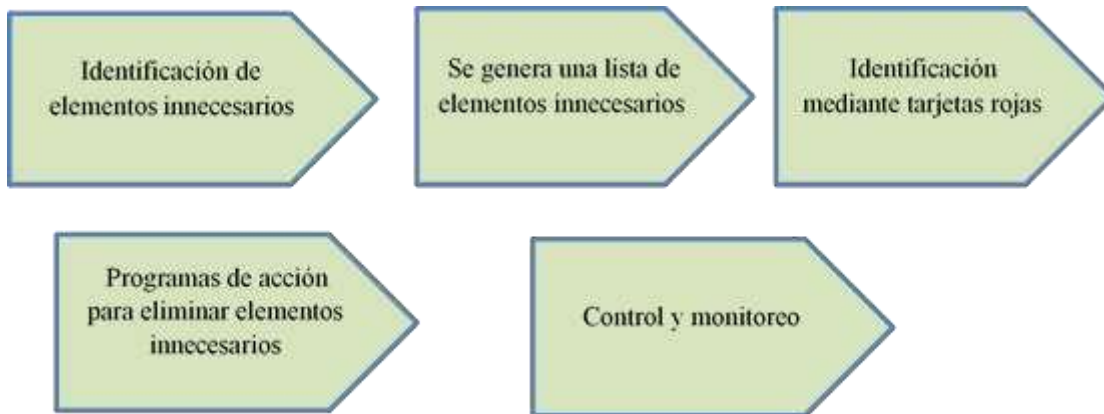 Identificación de
elementos innecesarios
Se genera una lista de
elementos innecesarios
Identificación
mediante tarjetas rojas
Programas de acción
para eliminar elementos
innecesarios
Control y monitoreo